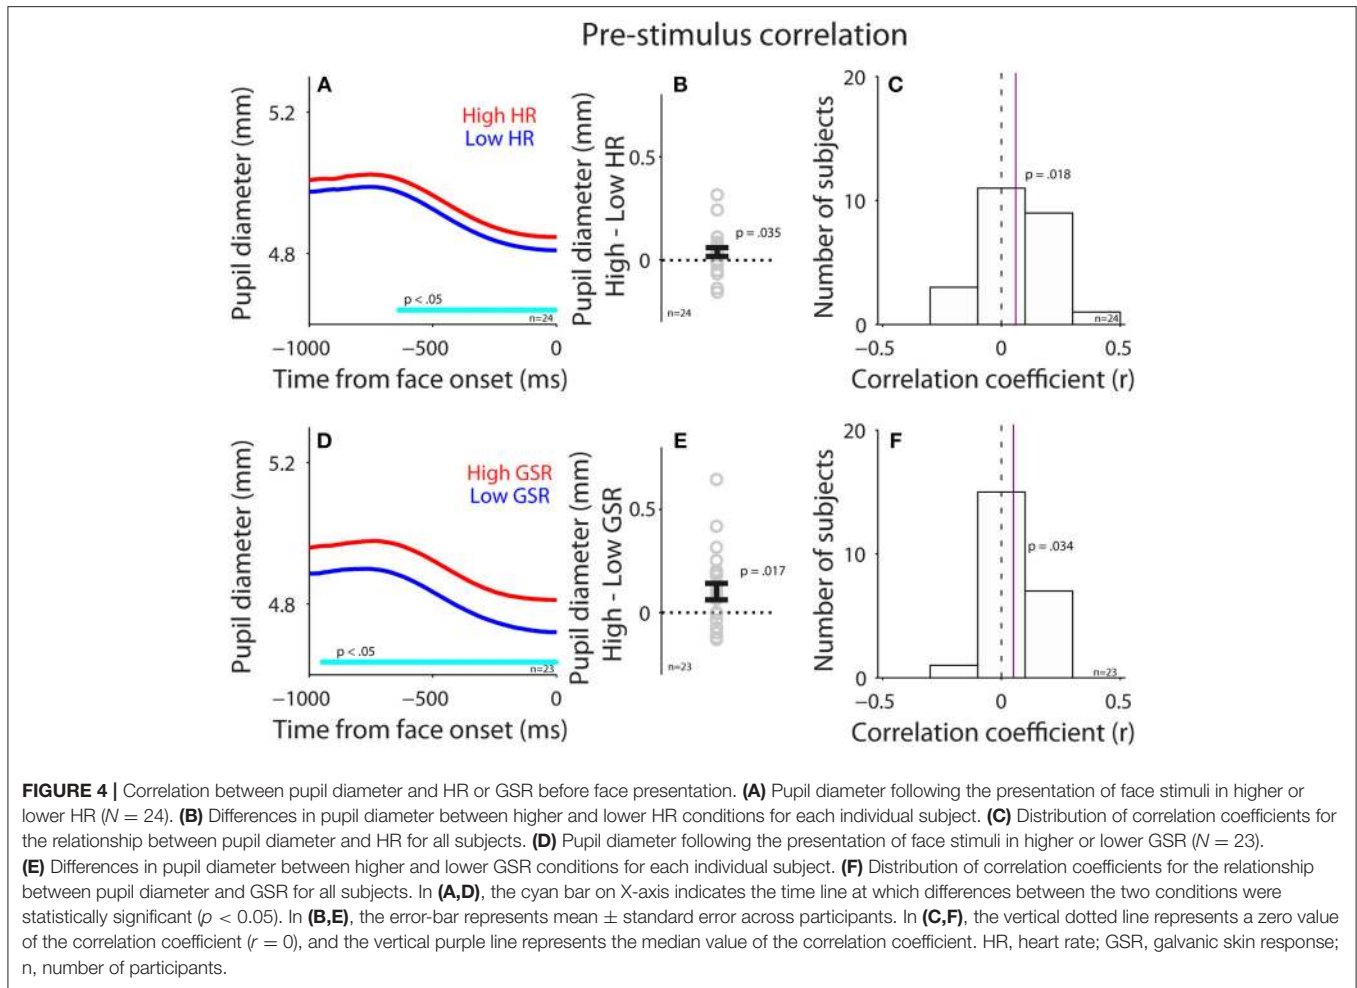 Pre-stimulus correlation
A
Pupil diameter (mm)
5.2
4.8
High HR
Low HR
p < .05
n=24
−1000
−500
0
Time from face onset (ms)
B
Pupil diameter (mm)
High - Low HR
0.5
0
p = .035
n=24
C
Number of subjects
20
10
0
p = .018
n=24
−0.5
0
0.5
Correlation coefficient (r)
D
Pupil diameter (mm)
5.2
4.8
High GSR
Low GSR
p < .05
n=23
−1000
−500
0
Time from face onset (ms)
E
Pupil diameter (mm)
High - Low GSR
0.5
0
p = .017
n=23
F
Number of subjects
20
10
0
p = .034
n=23
−0.5
0
0.5
Correlation coefficient (r)
FIGURE 4 | Correlation between pupil diameter and HR or GSR before face presentation. (A) Pupil diameter following the presentation of face stimuli in higher or
lower HR (N = 24). (B) Differences in pupil diameter between higher and lower HR conditions for each individual subject. (C) Distribution of correlation coefficients for
the relationship between pupil diameter and HR for all subjects. (D) Pupil diameter following the presentation of face stimuli in higher or lower GSR (N = 23).
(E) Differences in pupil diameter between higher and lower GSR conditions for each individual subject. (F) Distribution of correlation coefficients for the relationship
between pupil diameter and GSR for all subjects. In (A,D), the cyan bar on X-axis indicates the time line at which differences between the two conditions were
statistically significant (p < 0.05). In (B,E), the error-bar represents mean ± standard error across participants. In (C,F), the vertical dotted line represents a zero value
of the correlation coefficient (r = 0), and the vertical purple line represents the median value of the correlation coefficient. HR, heart rate; GSR, galvanic skin response;
n, number of participants.